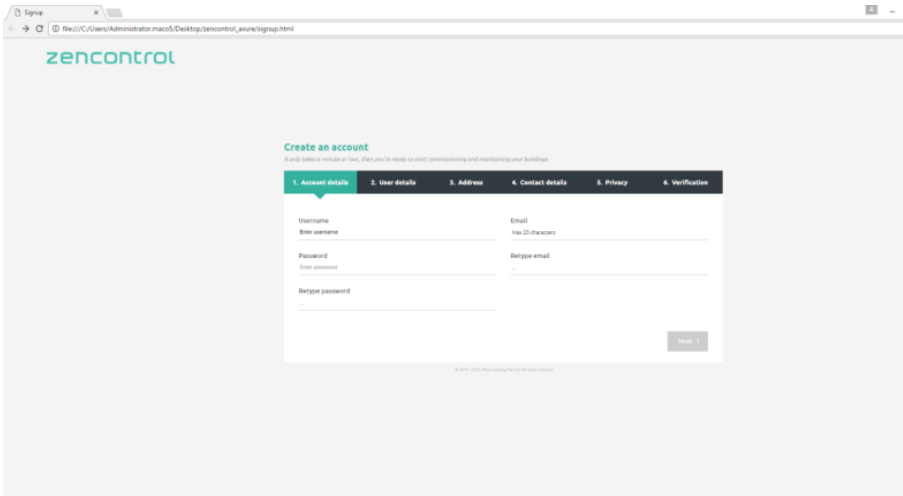 Signup
file:///C:/Users/Administrator.maco5/Desktop/zencontrol_axure/signup.html
zencontrol
Create an account
It only takes a minute or two, then you're ready to start commissioning and maintaining your buildings.
1. Account details 2. User details 3. Address 4. Contact details 5. Privacy 6. Verification
Username Email
Enter username Max 25 characters
Password Retype email
Enter password ...
Retype password
...
Next >